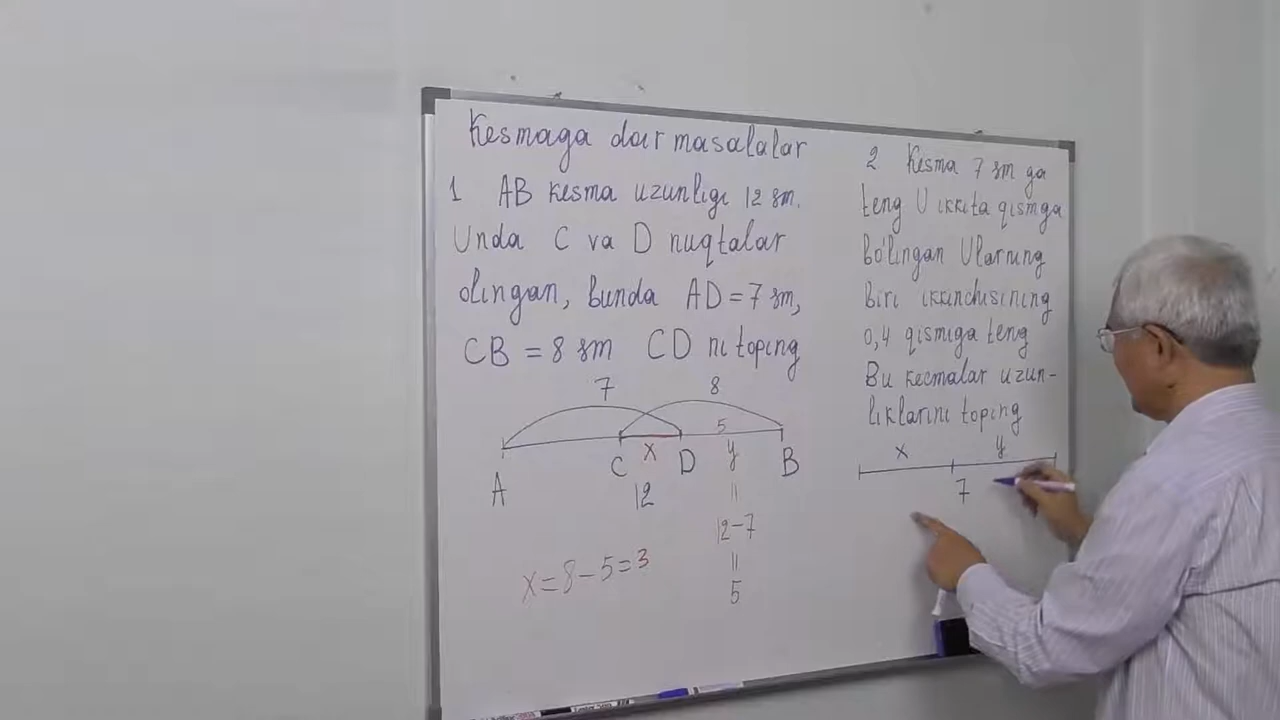 Kesmaga doir masalalar
1 AB kesma uzunligi 12 sm.
Unda C va D nuqtalar
olingan, bunda AD = 7 sm,
CB = 8 sm CD ni toping
7 8
5
x y
A C D B
12 =
12-7
=
5
x = 8 - 5 = 3
2 Kesma 7 sm ga
teng U ikkita qismga
bo'lingan Ularning
biri ikkinchisining
0,4 qismiga teng
Bu kecmalar uzun-
liklarini toping
x y
7